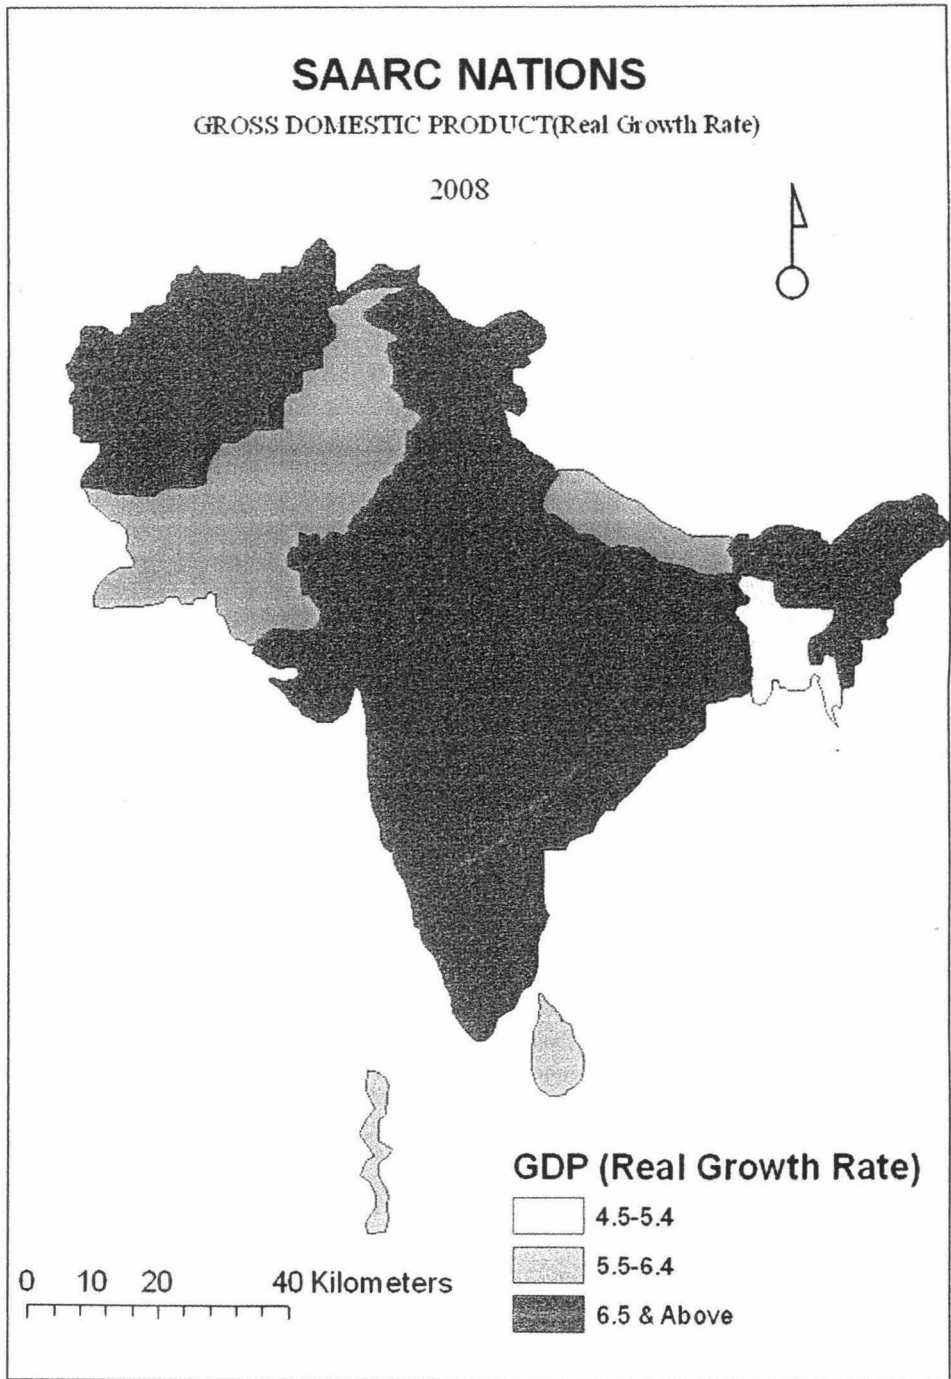 SAARC NATIONS
GROSS DOMESTIC PRODUCT(Real Growth Rate)
2008
GDP (Real Growth Rate)
4.5-5.4
5.5-6.4
6.5 & Above
0 10 20 40 Kilometers